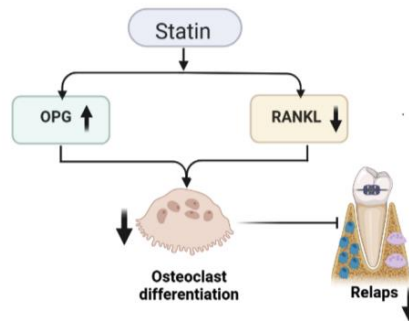 Statin
OPG
RANKL
Osteoclast
differentiation
Relaps